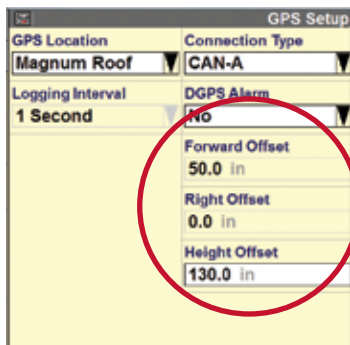 GPS Setup
GPS Location
Magnum Roof
Connection Type
CAN-A
Logging Interval
1 Second
DGPS Alarm
No
Forward Offset
50.0 in
Right Offset
0.0 in
Height Offset
130.0 in